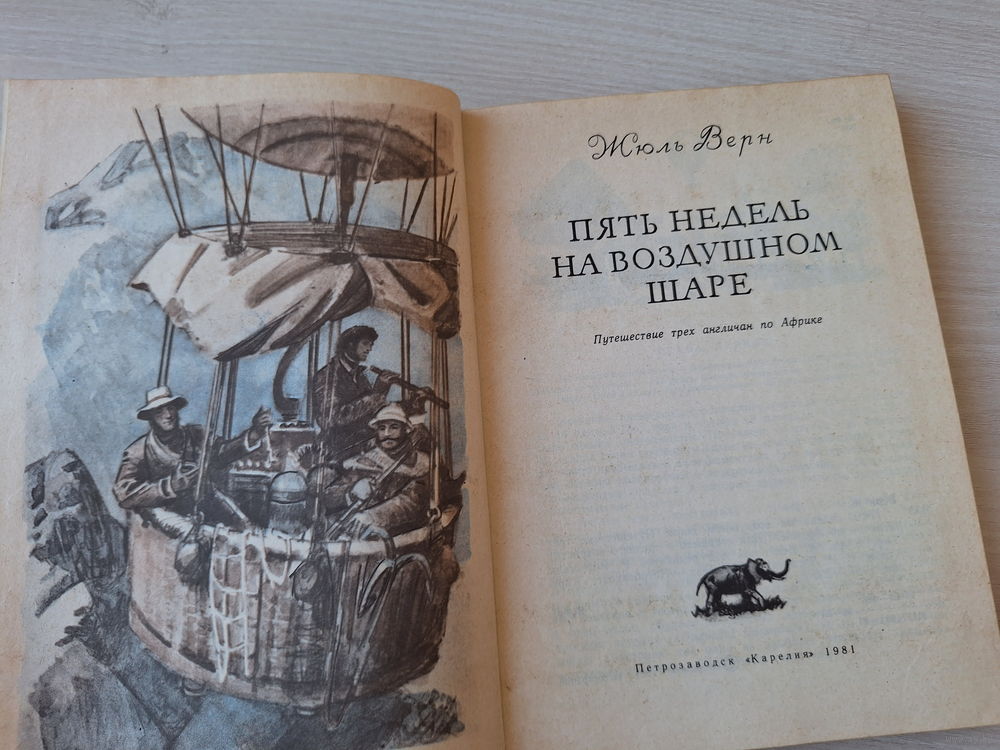 Жюль Верн
ПЯТЬ НЕДЕЛЬ
НА ВОЗДУШНОМ
ШАРЕ
Путешествие трех англичан по Африке
Петрозаводск «Карелия» 1981